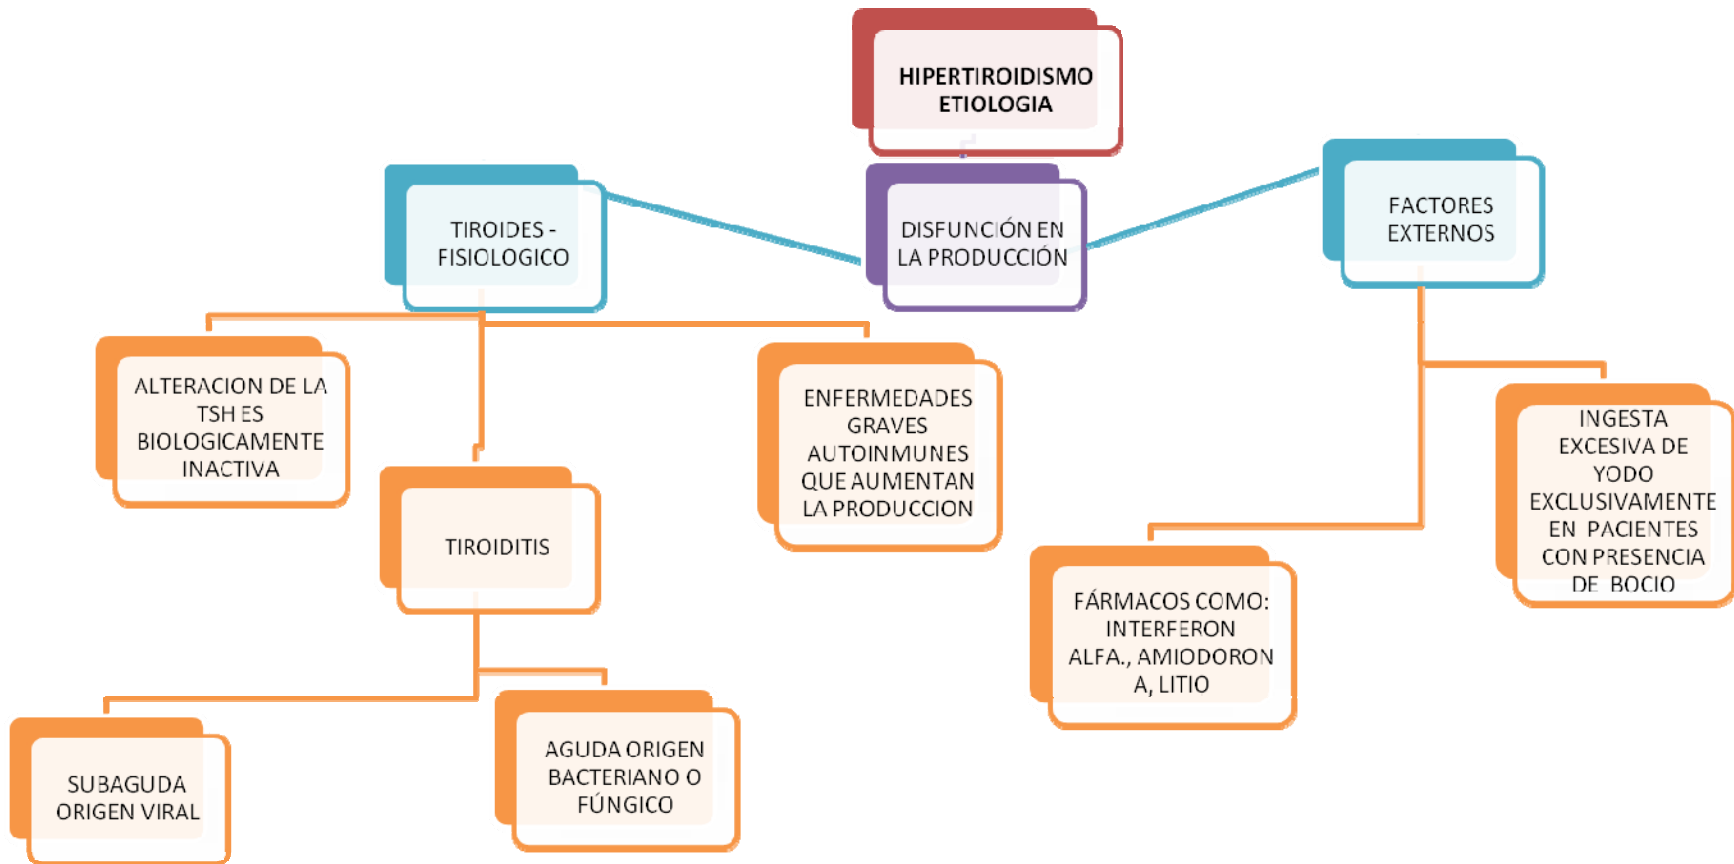 HIPERTIROIDISMO
ETIOLOGIA
TIROIDES -
FISIOLOGICO
DISFUNCIÓN EN
LA PRODUCCIÓN
FACTORES
EXTERNOS
ALTERACION DE LA
TSH ES
BIOLOGICAMENTE
INACTIVA
TIROIDITIS
ENFERMEDADES
GRAVES
AUTOINMUNES
QUE AUMENTAN
LA PRODUCCION
FÁRMACOS COMO:
INTERFERON
ALFA., AMIODORON
A, LITIO
INGESTA
EXCESIVA DE
YODO
EXCLUSIVAMENTE
EN PACIENTES
CON PRESENCIA
DE BOCIO
SUBAGUDA
ORIGEN VIRAL
AGUDA ORIGEN
BACTERIANO O
FÚNGICO